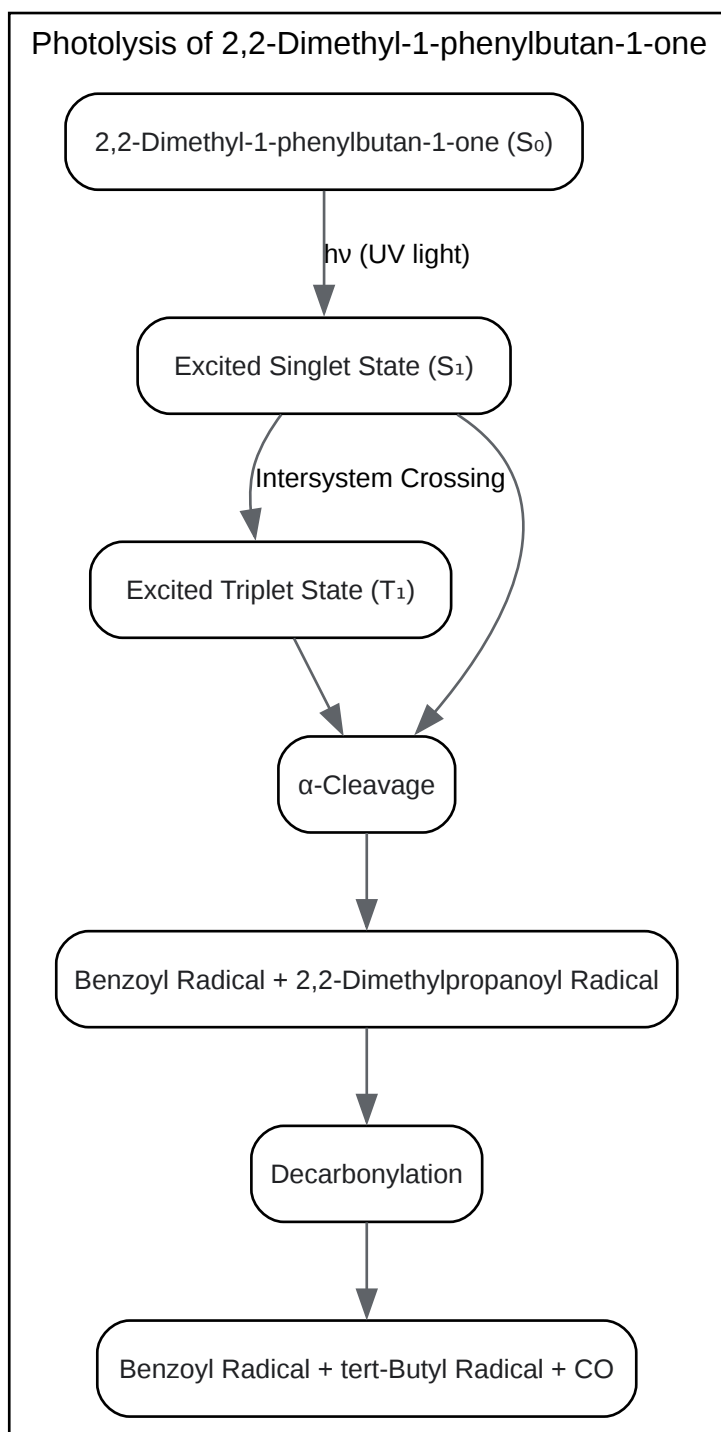 Photolysis of 2,2-Dimethyl-1-phenylbutan-1-one
2,2-Dimethyl-1-phenylbutan-1-one (S₀)
hν (UV light)
Excited Singlet State (S₁)
Intersystem Crossing
Excited Triplet State (T₁)
α-Cleavage
Benzoyl Radical + 2,2-Dimethylpropanoyl Radical
Decarbonylation
Benzoyl Radical + tert-Butyl Radical + CO